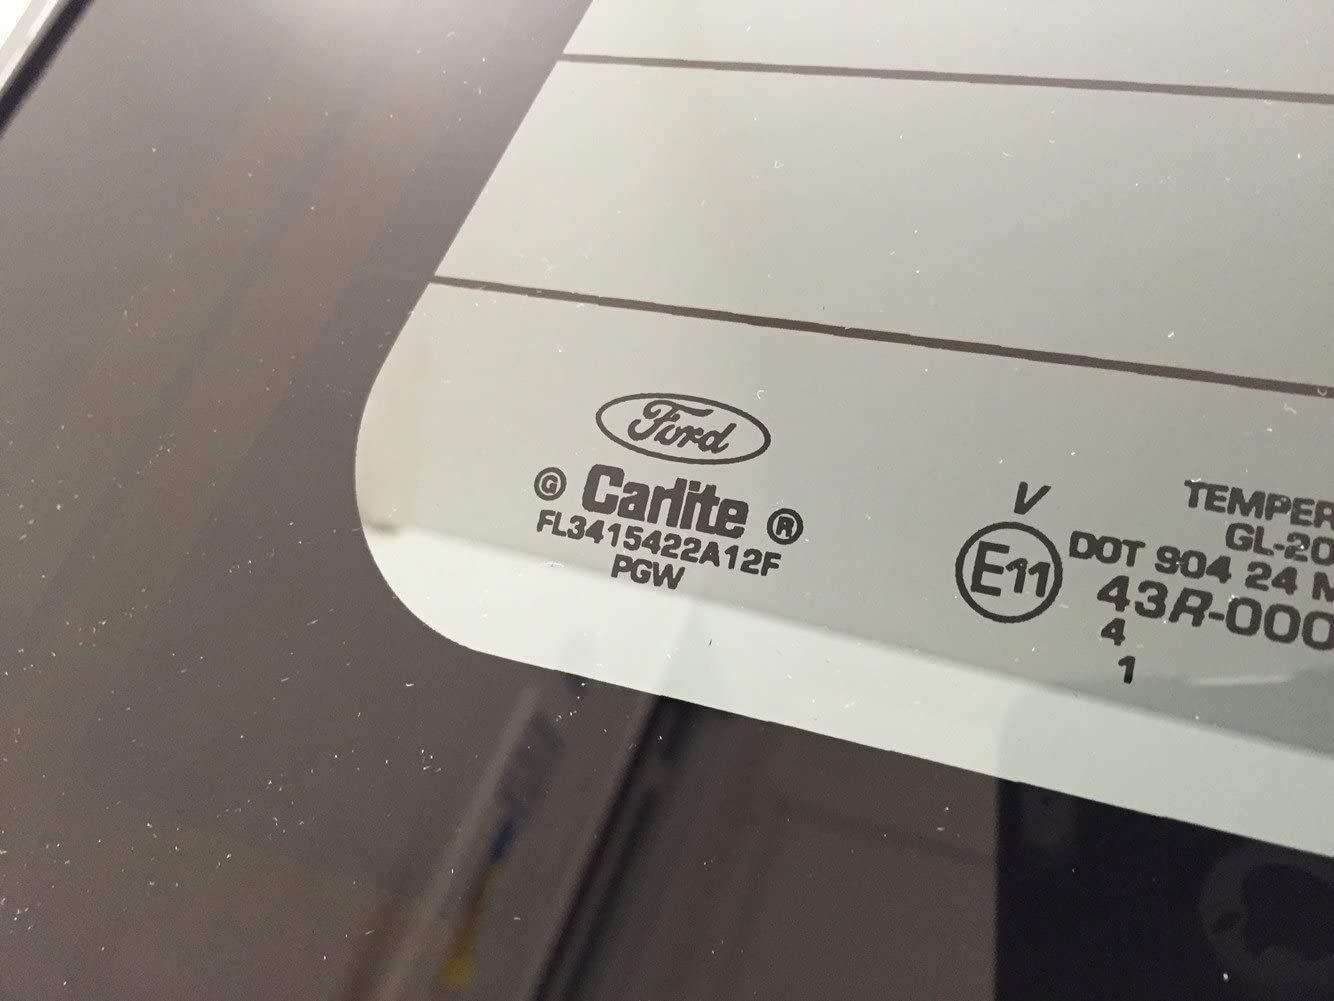 Ford
G Carlite ®
FL3415422A12F
PGW
V
E11
TEMPER
GL-20
DOT 904 24 M
43R-000
4
1